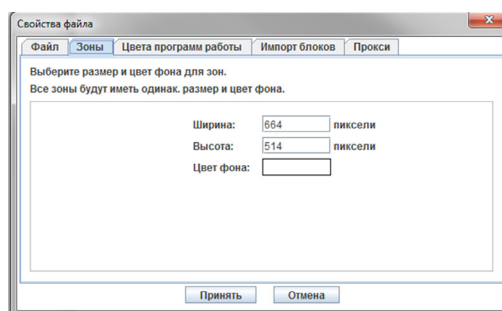 Свойства файла
Файл Зоны Цвета программ работы Импорт блоков Прокси
Выберите размер и цвет фона для зон.
Все зоны будут иметь одинак. размер и цвет фона.
Ширина: 664 пиксели
Высота: 514 пиксели
Цвет фона:
Принять Отмена